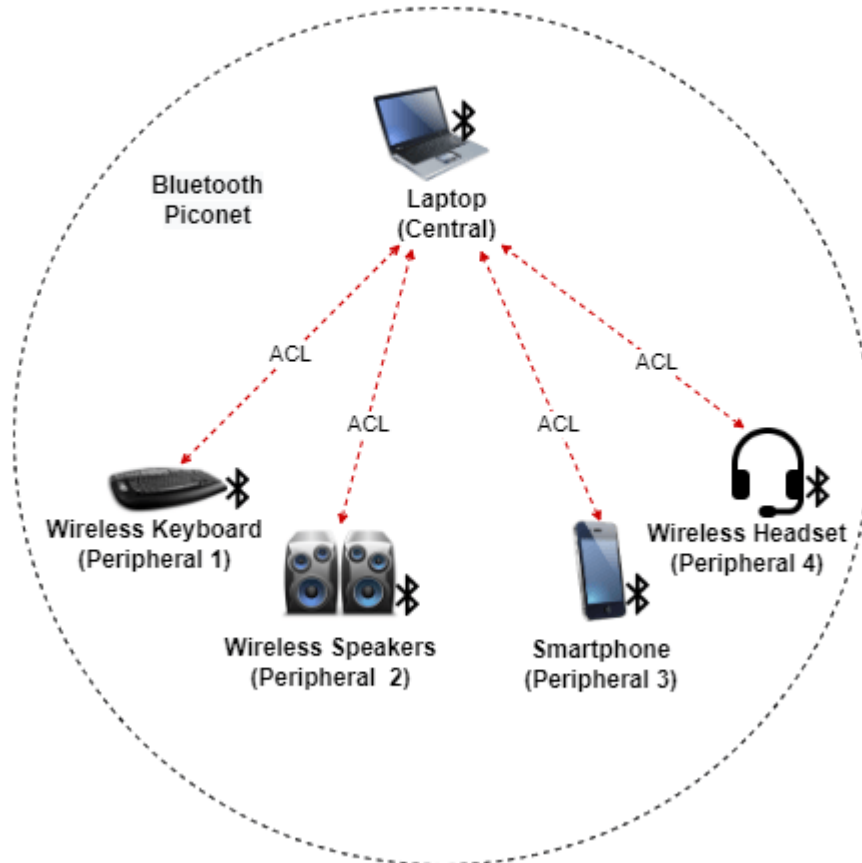 Bluetooth
Piconet
Laptop
(Central)
ACL
ACL
ACL
ACL
Wireless Keyboard
(Peripheral 1)
Wireless Speakers
(Peripheral 2)
Smartphone
(Peripheral 3)
Wireless Headset
(Peripheral 4)